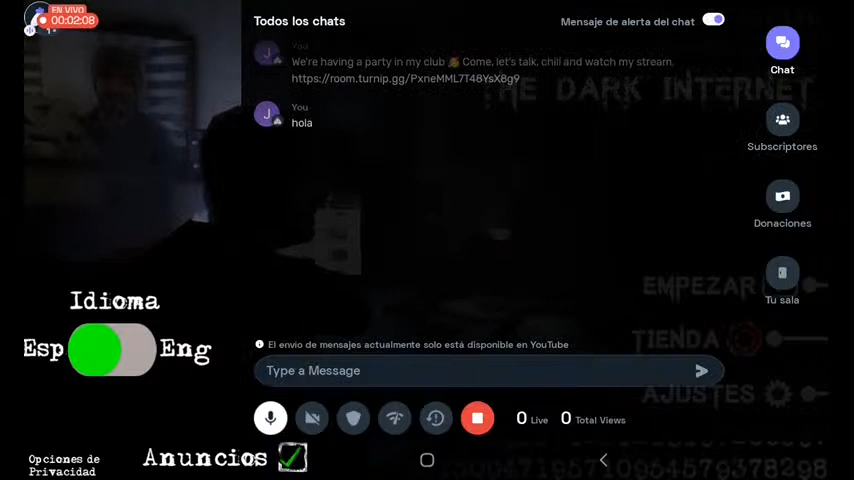 EN VIVO
00:02:08
Todos los chats
Mensaje de alerta del chat
J
You
We're having a party in my club 🎉 Come, let's talk, chill and watch my stream.
https://room.turnip.gg/PxneMML7T48YsX8g9
THE DARK INTERNET
Chat
J
You
hola
Subscriptores
Donaciones
Tu sala
EMPEZAR
TIENDA
AJUSTES
Idioma
Esp
Eng
El envio de mensajes actualmente solo está disponible en YouTube
Type a Message
0 Live
0 Total Views
Opciones de
Privacidad
Anuncios